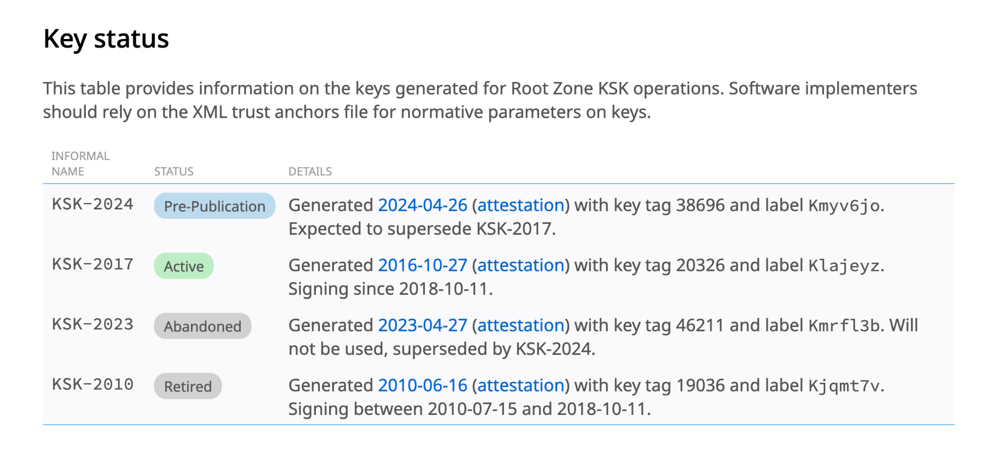 Key status
This table provides information on the keys generated for Root Zone KSK operations. Software implementers
should rely on the XML trust anchors file for normative parameters on keys.
INFORMAL
NAME STATUS DETAILS
KSK-2024 Pre-Publication Generated 2024-04-26 (attestation) with key tag 38696 and label Kmyv6jo.
Expected to supersede KSK-2017.
KSK-2017 Active Generated 2016-10-27 (attestation) with key tag 20326 and label Klajeyz.
Signing since 2018-10-11.
KSK-2023 Abandoned Generated 2023-04-27 (attestation) with key tag 46211 and label Kmrfl3b. Will
not be used, superseded by KSK-2024.
KSK-2010 Retired Generated 2010-06-16 (attestation) with key tag 19036 and label Kjqmt7v.
Signing between 2010-07-15 and 2018-10-11.